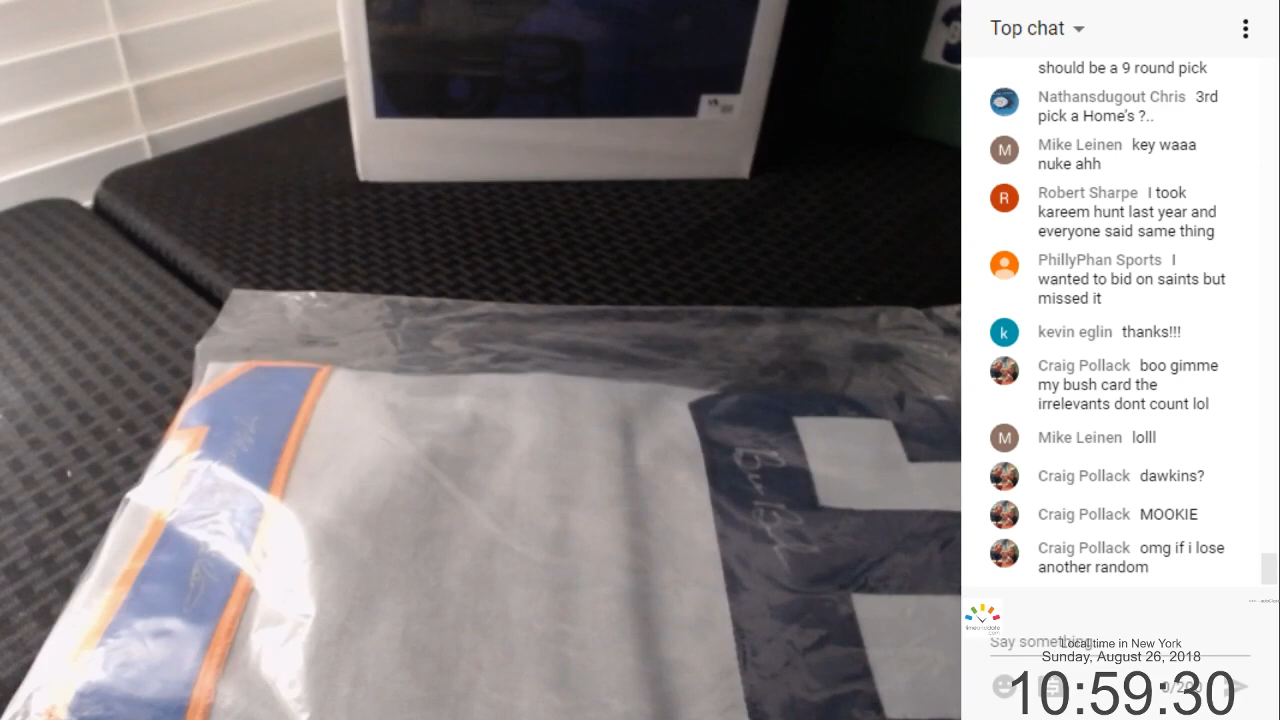 Top chat
should be a 9 round pick
Nathansdugout Chris 3rd
pick a Home's ?..
Mike Leinen key waaa
nuke ahh
Robert Sharpe I took
kareem hunt last year and
everyone said same thing
PhillyPhan Sports I
wanted to bid on saints but
missed it
kevin eglin thanks!!!
Craig Pollack boo gimme
my bush card the
irrelevants dont count lol
Mike Leinen lolll
Craig Pollack dawkins?
Craig Pollack MOOKIE
Craig Pollack omg if i lose
another random
M
R
k
M
Say something...
Local time in New York
Sunday, August 26, 2018
10:59:30